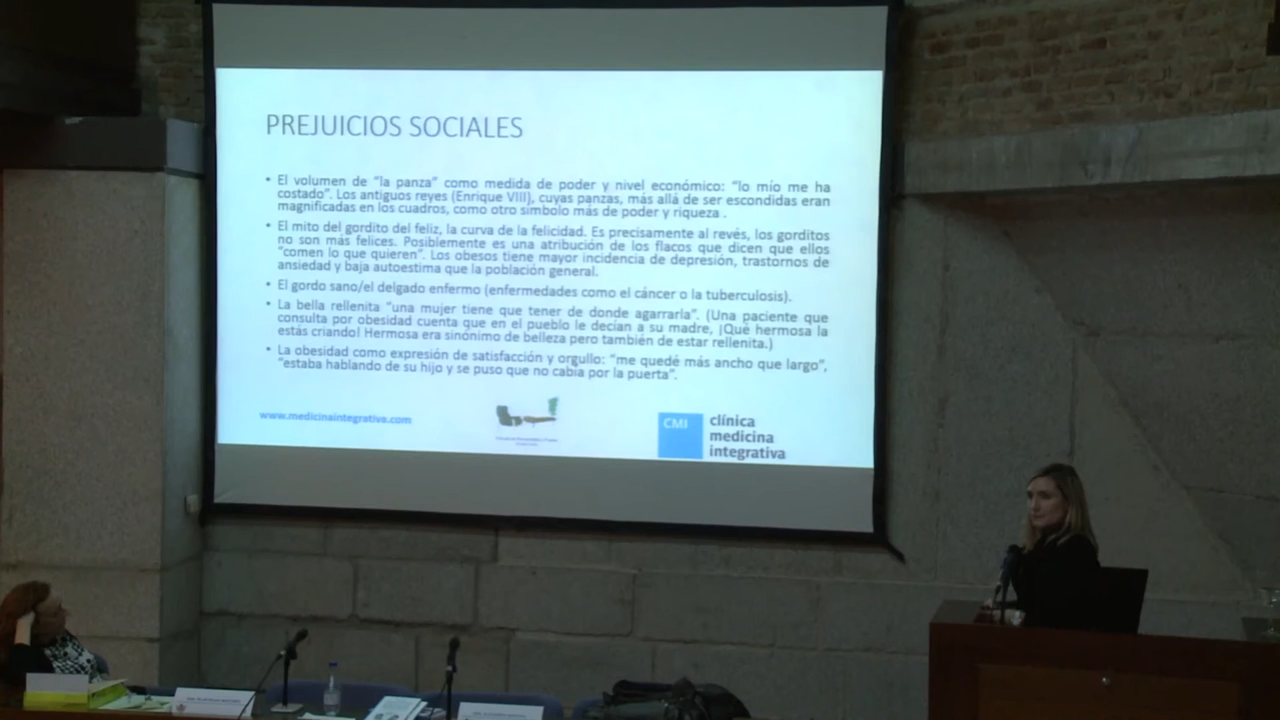 PREJUICIOS SOCIALES
• El volumen de “la panza” como medida de poder y nivel económico: “lo mío me ha
costado”. Los antiguos reyes (Enrique VIII), cuyas panzas, más allá de ser escondidas eran
magnificadas en los cuadros, como otro símbolo más de poder y riqueza .
• El mito del gordito del feliz, la curva de la felicidad. Es precisamente al revés, los gorditos
no son más felices. Posiblemente es una atribución de los flacos que dicen que ellos
“comen lo que quieren”. Los obesos tiene mayor incidencia de depresión, trastornos de
ansiedad y baja autoestima que la población general.
• El gordo sano/el delgado enfermo (enfermedades como el cáncer o la tuberculosis).
• La bella rellenita “una mujer tiene que tener de donde agarrarla”. (Una paciente que
consulta por obesidad cuenta que en el pueblo le decían a su madre, ¡Qué hermosa la
estás criando! Hermosa era sinónimo de belleza pero también de estar rellenita.)
• La obesidad como expresión de satisfacción y orgullo: “me quedé más ancho que largo”,
“estaba hablando de su hijo y se puso que no cabía por la puerta”.
www.medicinaintegrativa.com
CMI
clínica
medicina
integrativa